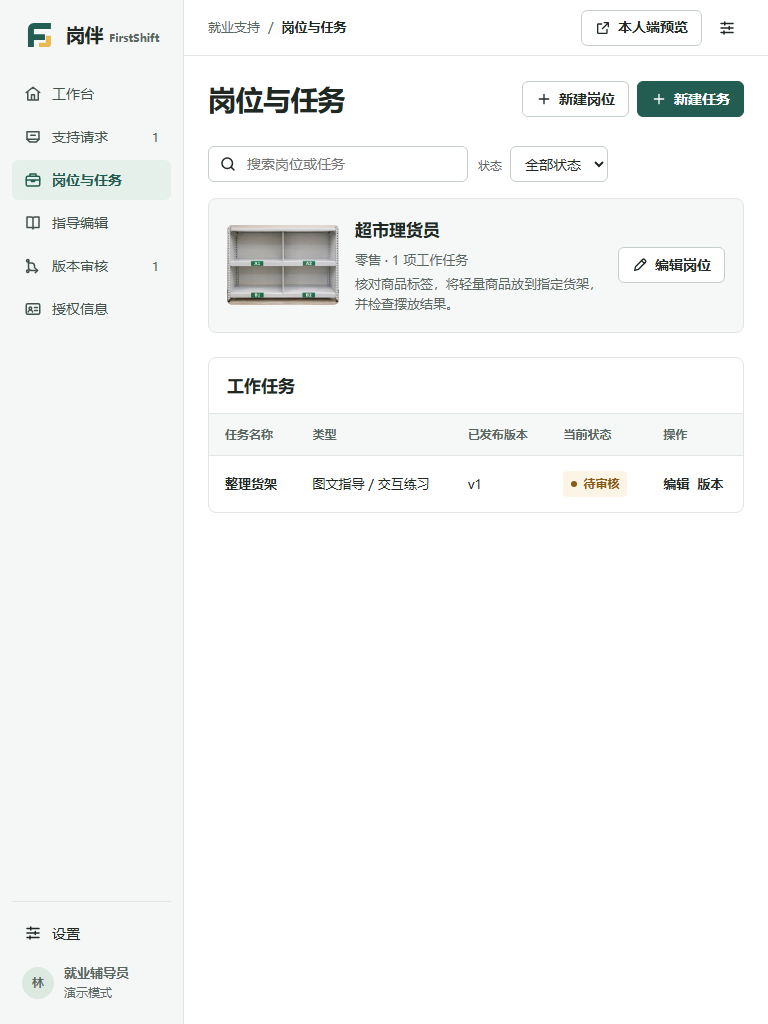 岗伴 FirstShift
工作台
支持请求 1
岗位与任务
指导编辑
版本审核 1
授权信息
设置
林
就业辅导员
演示模式
就业支持 / 岗位与任务
本人端预览
岗位与任务
新建岗位
新建任务
搜索岗位或任务
状态
全部状态
A1 A2
B1 B2
超市理货员
零售 · 1 项工作任务
核对商品标签，将轻量商品放到指定货架，
并检查摆放结果。
编辑岗位
工作任务
任务名称 类型 已发布版本 当前状态 操作
整理货架 图文指导 / 交互练习 v1 待审核 编辑 版本